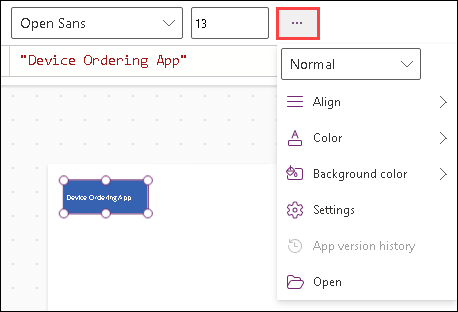 Open Sans
13
...
"Device Ordering App"
Normal
Align
Color
Background color
Device Ordering App
Settings
App version history
Open